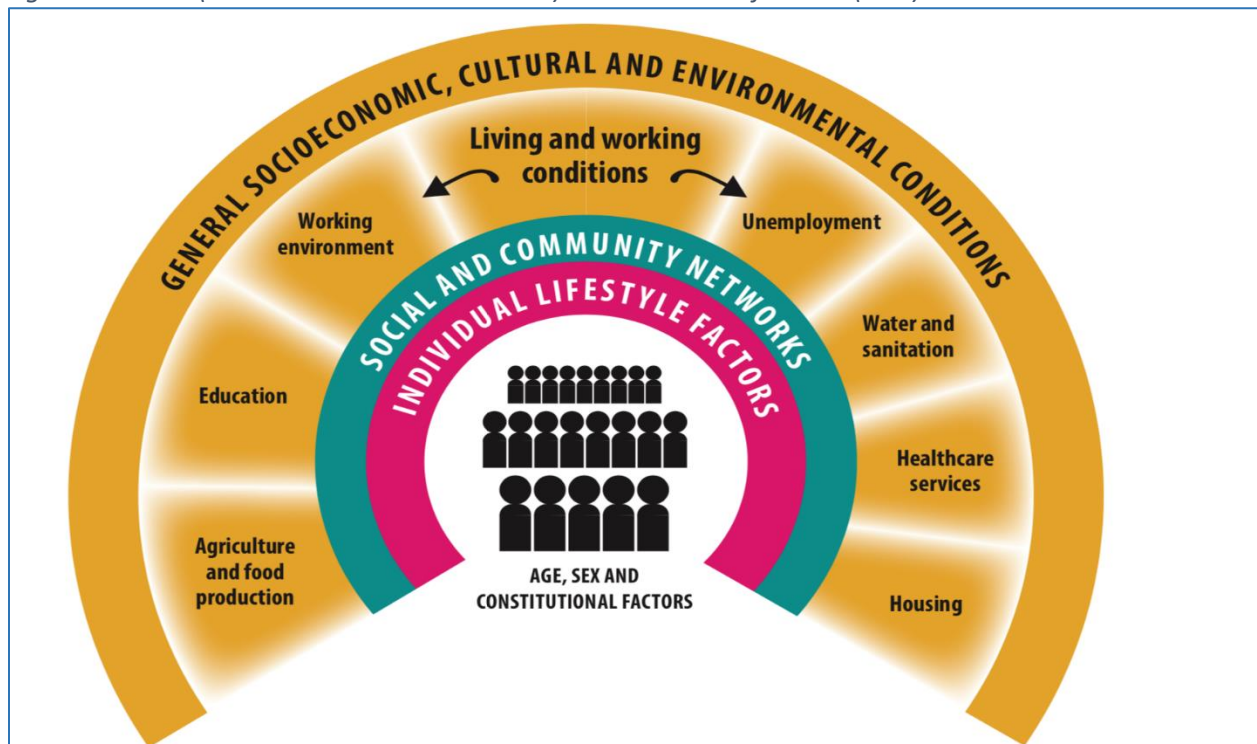 GENERAL SOCIOECONOMIC, CULTURAL AND ENVIRONMENTAL CONDITIONS
Living and working
conditions
Working
environment
Unemployment
SOCIAL AND COMMUNITY NETWORKS
INDIVIDUAL LIFESTYLE FACTORS
Education
Water and
sanitation
Healthcare
services
Agriculture
and food
production
Housing
AGE, SEX AND
CONSTITUTIONAL FACTORS